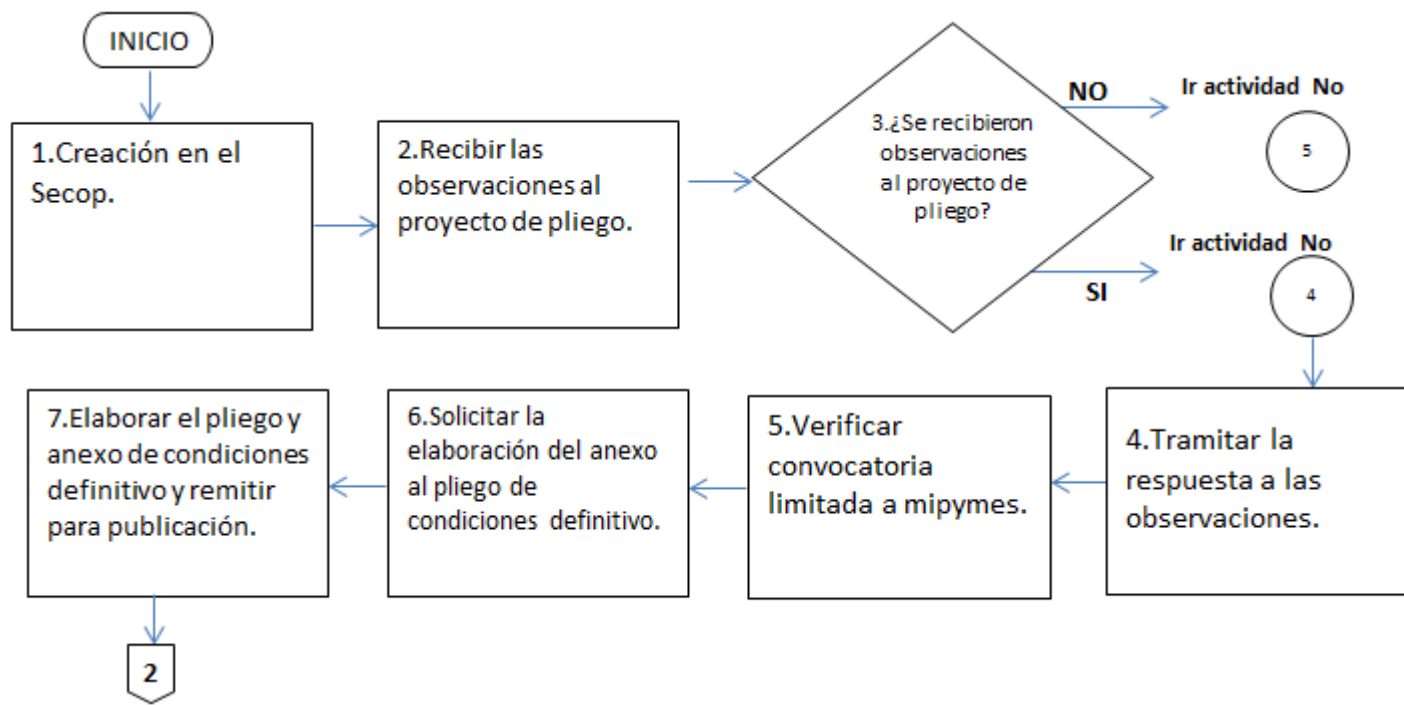 INICIO
1.Creación en el
Secop.
2.Recibir las
observaciones al
proyecto de pliego.
3.¿Se recibieron
observaciones
al proyecto de
pliego?
NO
Ir actividad No
5
SI
Ir actividad No
4
7.Elaborar el pliego y
anexo de condiciones
definitivo y remitir
para publicación.
6.Solicitar la
elaboración del anexo
al pliego de
condiciones definitivo.
5.Verificar
convocatoria
limitada a mipymes.
4.Tramitar la
respuesta a las
observaciones.
2